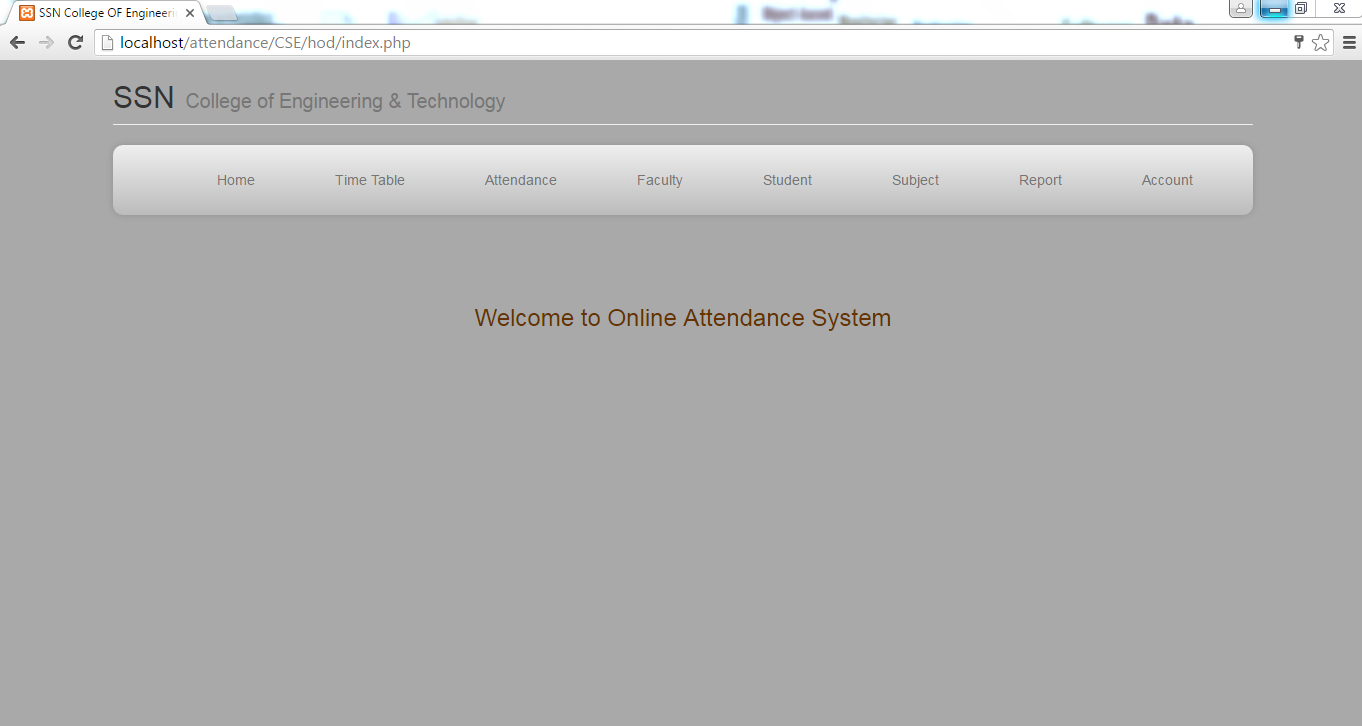 SSN College OF Engineeri
localhost/attendance/CSE/hod/index.php
SSN College of Engineering & Technology
Home Time Table Attendance Faculty Student Subject Report Account
Welcome to Online Attendance System